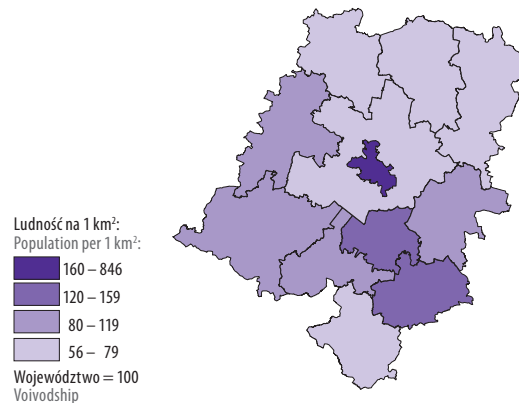 Ludność na 1 km²:
Population per 1 km²:
160 – 846
120 – 159
80 – 119
56 – 79
Województwo = 100
Voivodship